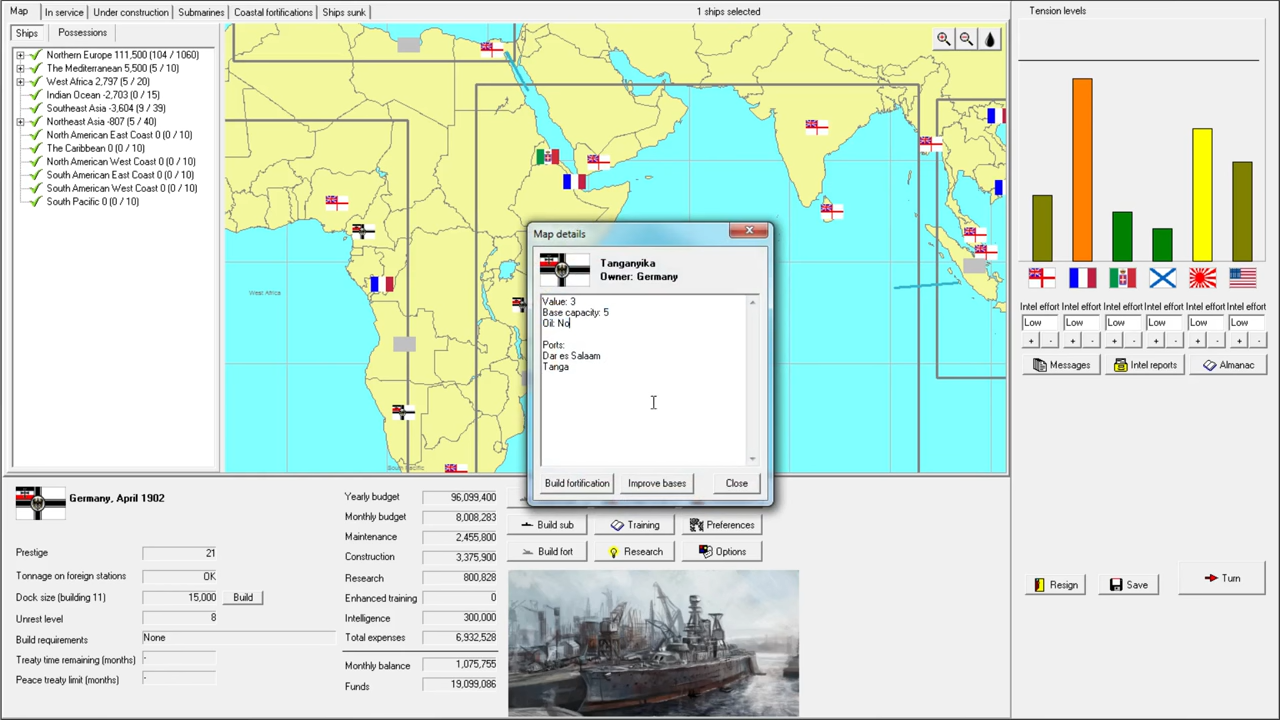 Map
In service
Under construction
Submarines
Coastal fortifications
Ships sunk
1 ships selected
Tension levels
Ships
Possessions
Northern Europe 111,500 (104 / 1060)
The Mediterranean 5,500 (5 / 10)
West Africa 2,797 (5 / 20)
Indian Ocean -2,703 (0 / 15)
Southeast Asia -3,604 (9 / 39)
Northeast Asia -807 (5 / 40)
North American East Coast 0 (0 / 10)
The Caribbean 0 (0 / 10)
North American West Coast 0 (0 / 10)
South American East Coast 0 (0 / 10)
South American West Coast 0 (0 / 10)
South Pacific 0 (0 / 10)
West Africa
South Pacific
Map details
Tanganyika
Owner: Germany
Value: 3
Base capacity: 5
Oil: No
Ports:
Dar es Salaam
Tanga
Build fortification
Improve bases
Close
Intel effort Intel effort Intel effort Intel effort Intel effort Intel effort
Low Low Low Low Low Low
+ - + - + - + - + - + -
Messages
Intel reports
Almanac
Germany, April 1902
Prestige 21
Tonnage on foreign stations OK
Dock size (building 11) 15,000 Build
Unrest level 8
Build requirements None
Treaty time remaining (months) -
Peace treaty limit (months) -
Yearly budget 96,099,400
Monthly budget 8,008,283
Maintenance 2,455,800
Construction 3,375,900
Research 800,828
Enhanced training 0
Intelligence 300,000
Total expenses 6,932,528
Monthly balance 1,075,755
Funds 19,099,086
Build sub
Training
Preferences
Build fort
Research
Options
Resign
Save
Turn